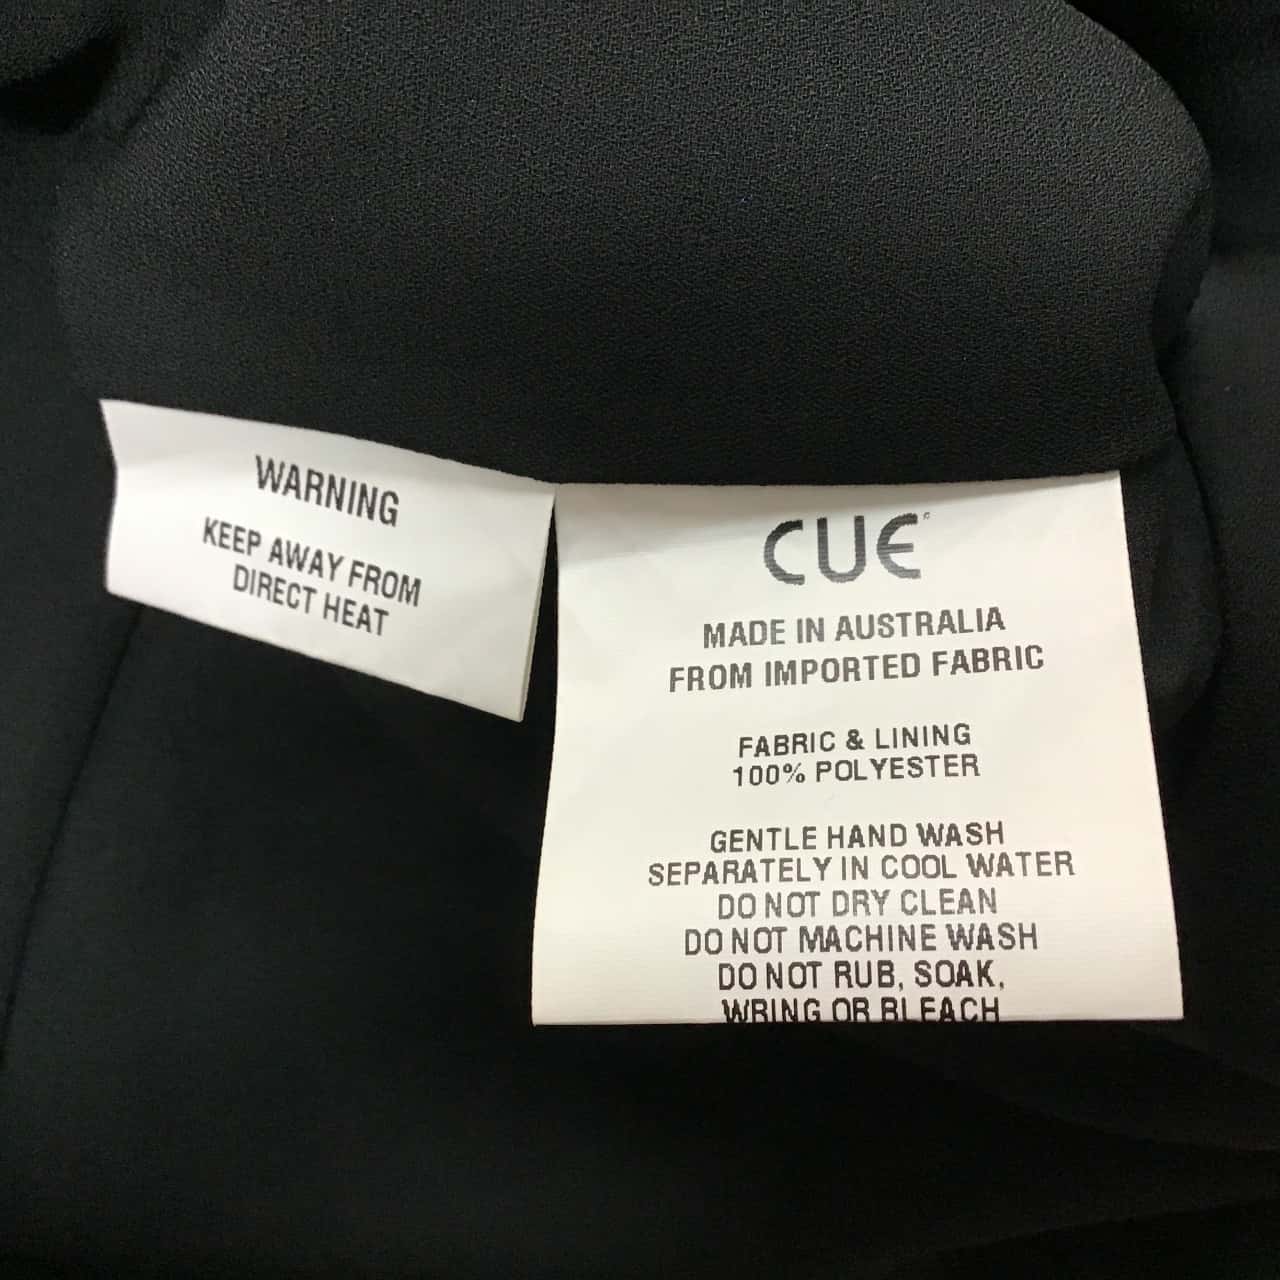 WARNING
KEEP AWAY FROM
DIRECT HEAT
CUE
MADE IN AUSTRALIA
FROM IMPORTED FABRIC
FABRIC & LINING
100% POLYESTER
GENTLE HAND WASH
SEPARATELY IN COOL WATER
DO NOT DRY CLEAN
DO NOT MACHINE WASH
DO NOT RUB, SOAK,
WRING OR BLEACH